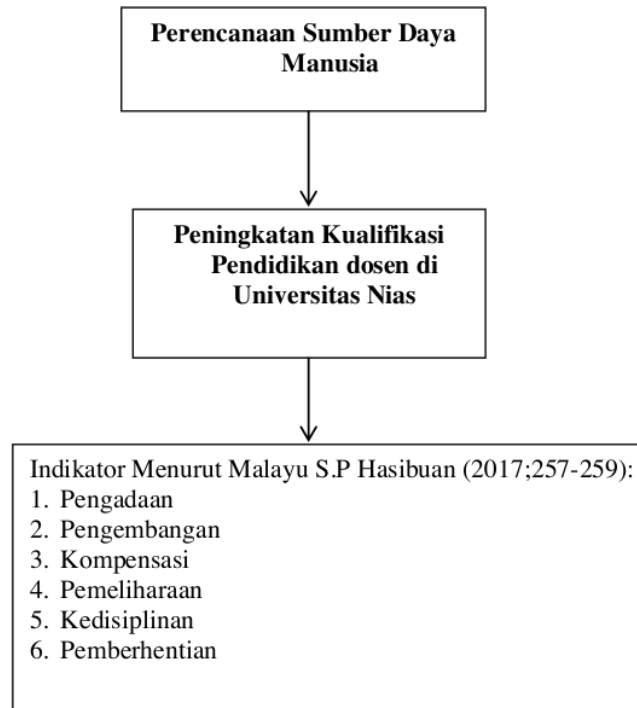 Perencanaan Sumber Daya
Manusia
Peningkatan Kualifikasi
Pendidikan dosen di
Universitas Nias
Indikator Menurut Malayu S.P Hasibuan (2017;257-259):
1. Pengadaan
2. Pengembangan
3. Kompensasi
4. Pemeliharaan
5. Kedisiplinan
6. Pemberhentian